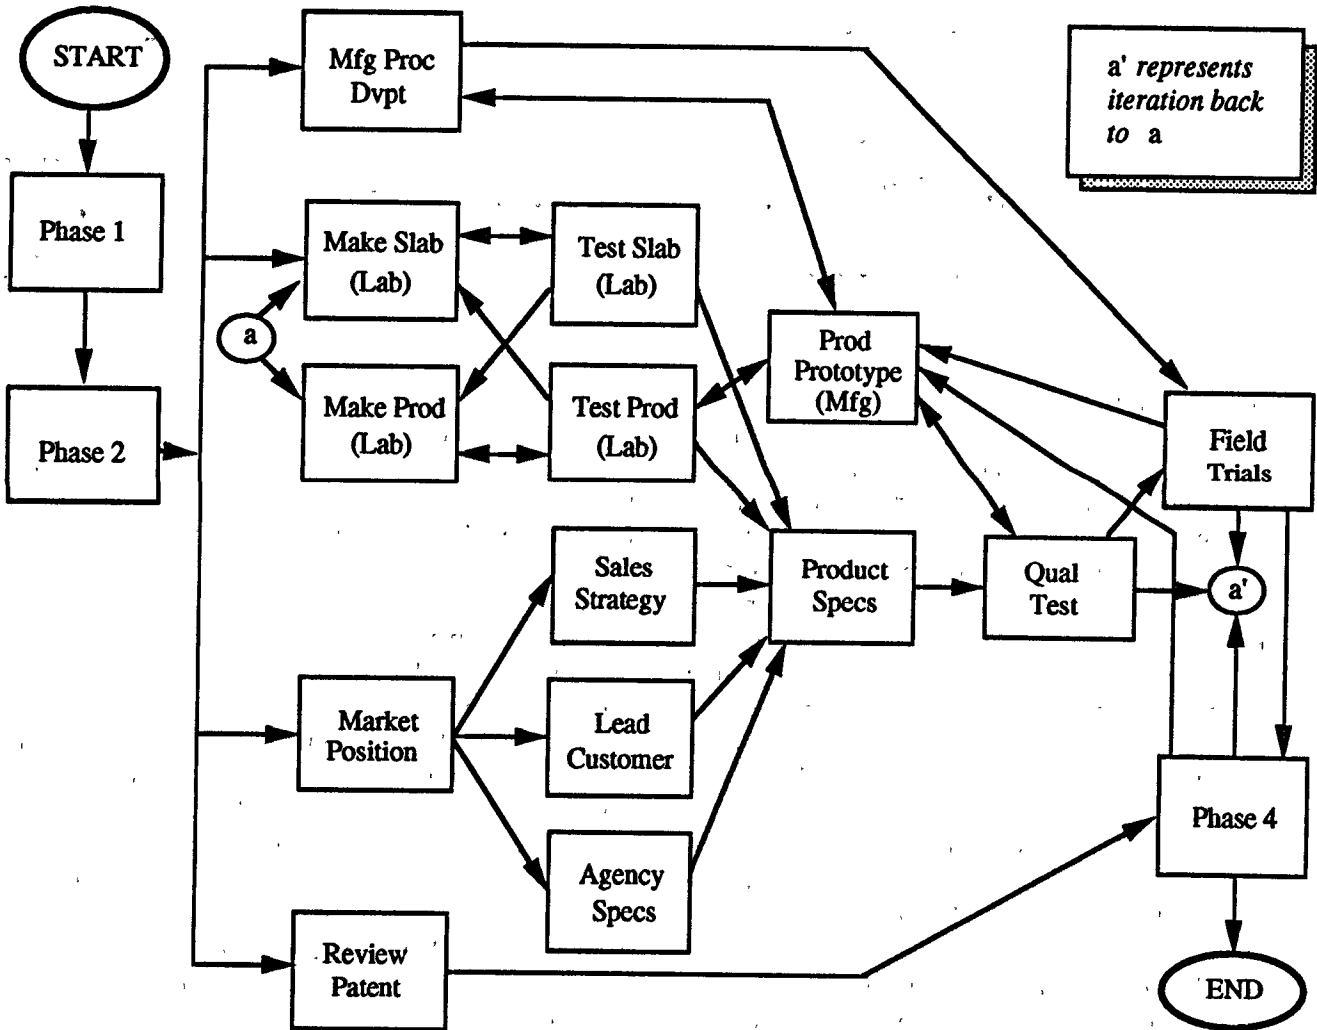 START
Mfg Proc
Dvpt
a' represents
iteration back
to a
Phase 1
Make Slab
(Lab)
Test Slab
(Lab)
a
Prod
Prototype
(Mfg)
Make Prod
(Lab)
Test Prod
(Lab)
Phase 2
Field
Trials
Sales
Strategy
Product
Specs
Qual
Test
a'
Market
Position
Lead
Customer
Phase 4
Agency
Specs
Review
Patent
END